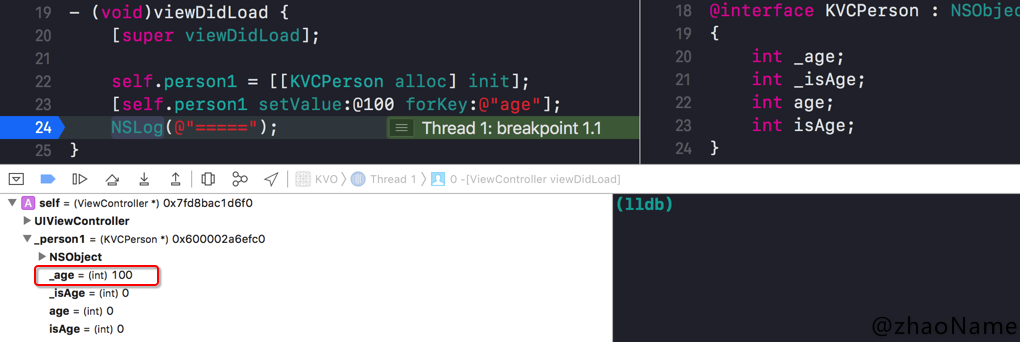 19 - (void)viewDidLoad {
20 [super viewDidLoad];
21
22 self.person1 = [[KVCPerson alloc] init];
23 [self.person1 setValue:@100 forKey:@"age"];
24 NSLog(@"=====");
Thread 1: breakpoint 1.1
25 }
18 @interface KVCPerson : NSObjec
19 {
20 int _age;
21 int _isAge;
22 int age;
23 int isAge;
24 }
KVO
Thread 1
0 -[ViewController viewDidLoad]
A self = (ViewController *) 0x7fd8bac1d6f0
UIViewController
_person1 = (KVCPerson *) 0x600002a6efc0
NSObject
_age = (int) 100
_isAge = (int) 0
age = (int) 0
isAge = (int) 0
(lldb)
@zhaoName